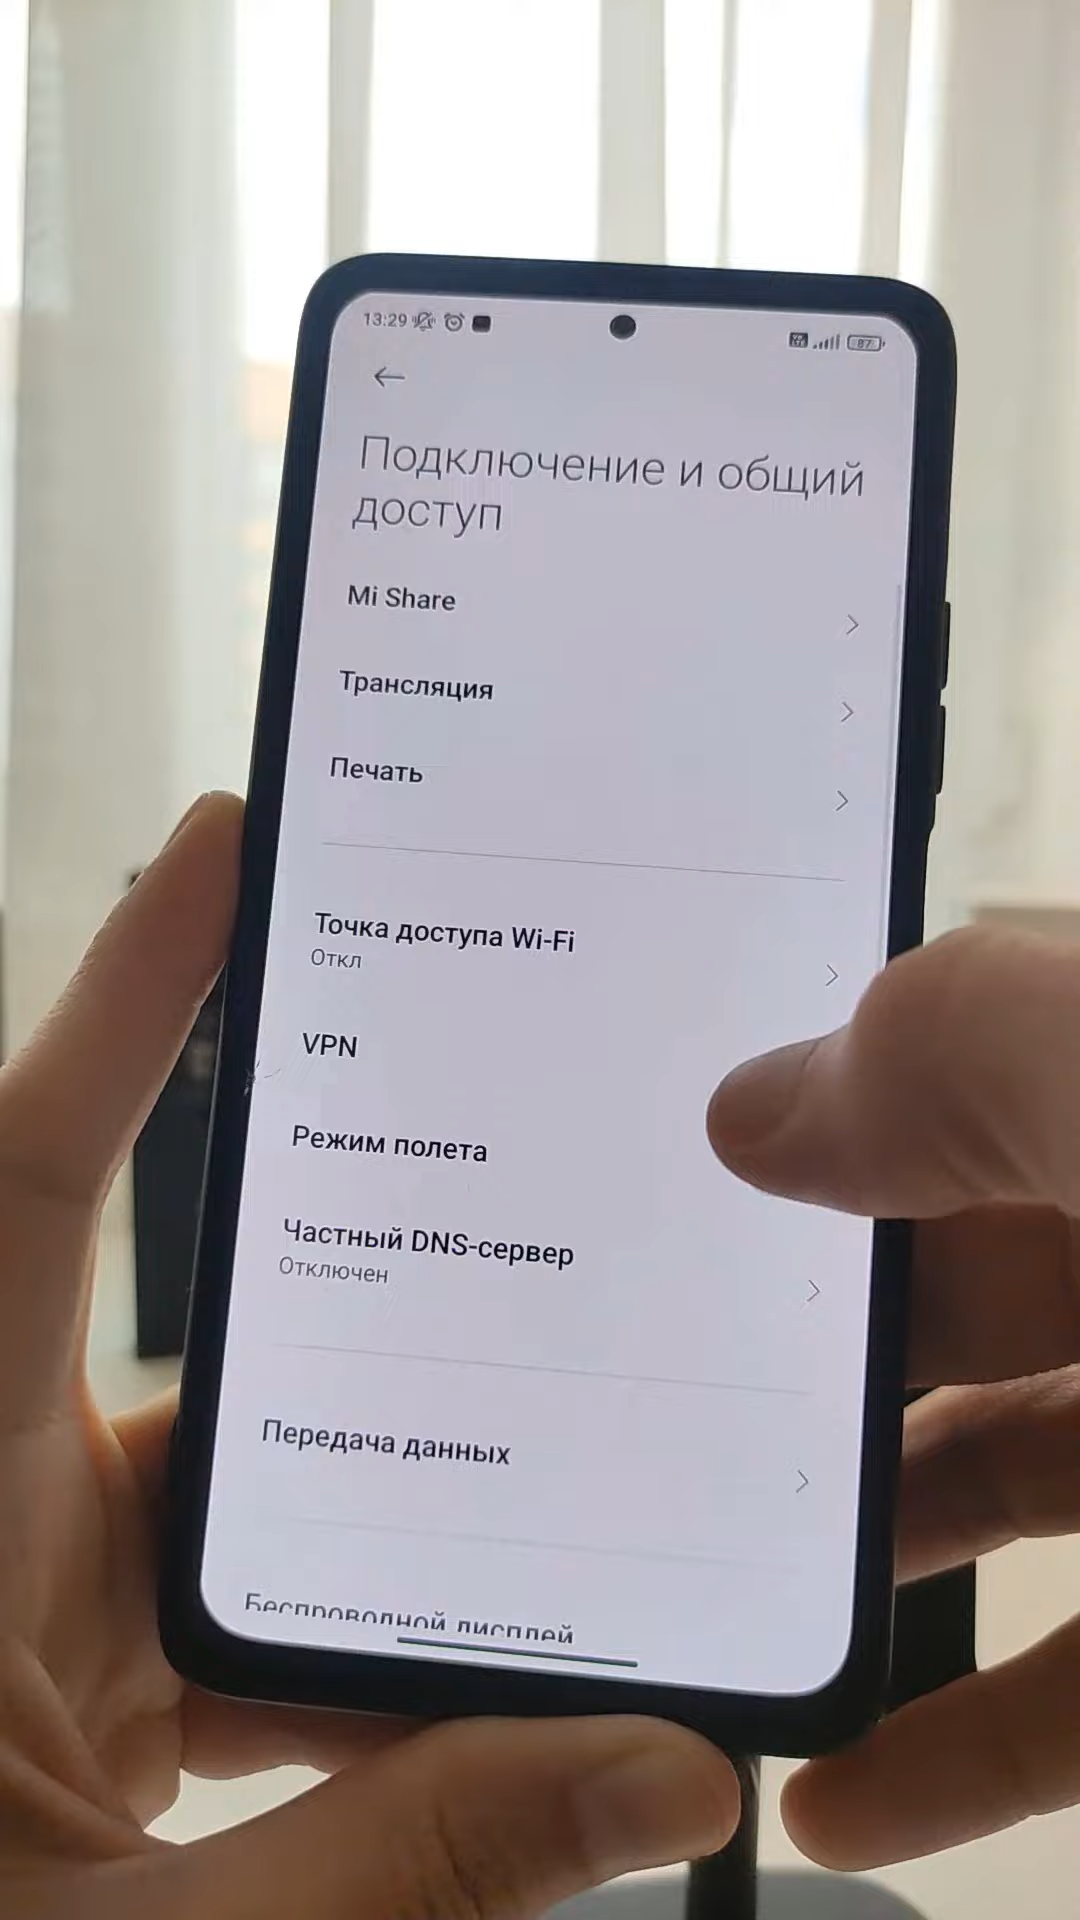 13:29
87
Подключение и общий
доступ
Mi Share
Трансляция
Печать
Точка доступа Wi-Fi
Откл
VPN
Режим полета
Частный DNS-сервер
Отключен
Передача данных
Беспроводной дисплей